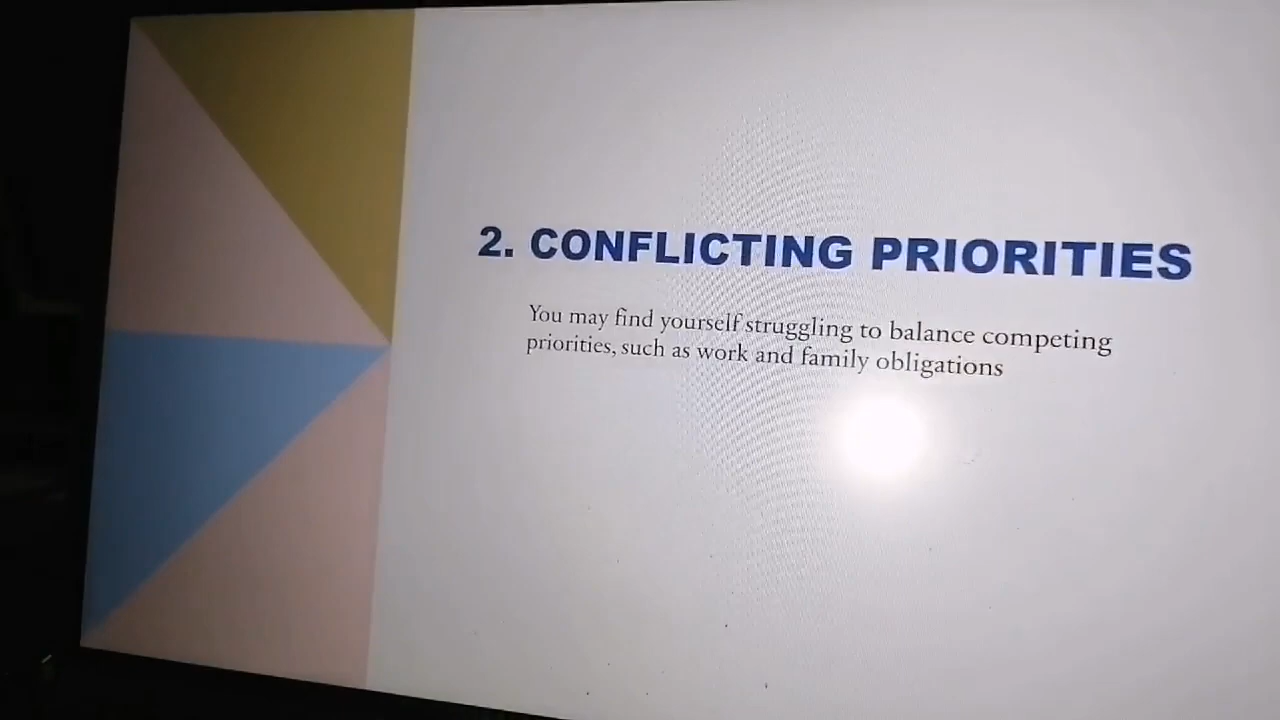 2. CONFLICTING PRIORITIES
You may find yourself struggling to balance competing
priorities, such as work and family obligations